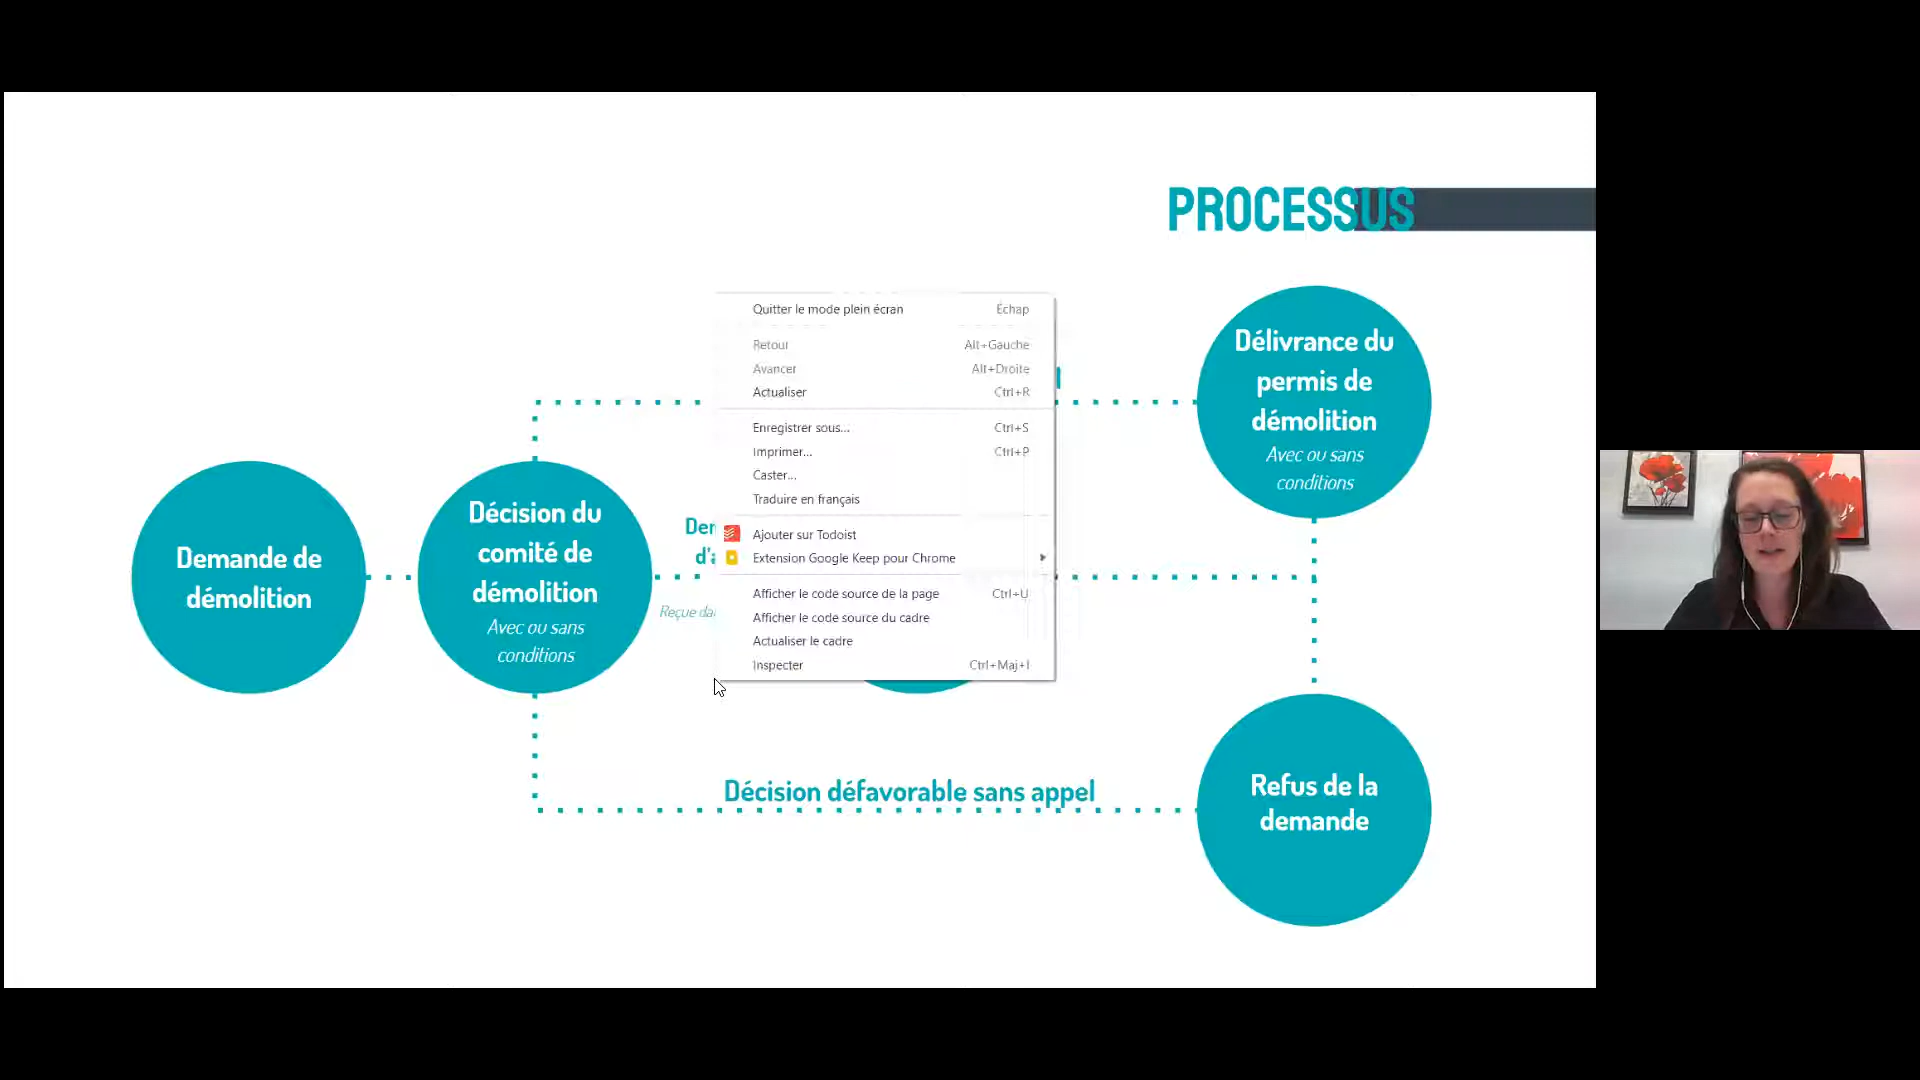 PROCESSUS
Demande de
démolition
Décision du
comité de
démolition
Avec ou sans
conditions
Quitter le mode plein écran Échap
Retour Alt+Gauche
Avancer Alt+Droite
Actualiser Ctrl+R
Enregistrer sous... Ctrl+S
Imprimer... Ctrl+P
Caster...
Traduire en français
Ajouter sur Todoist
Extension Google Keep pour Chrome
Afficher le code source de la page Ctrl+U
Afficher le code source du cadre
Actualiser le cadre
Inspecter Ctrl+Maj+I
Reçue
Délivrance du
permis de
démolition
Avec ou sans
conditions
Décision défavorable sans appel
Refus de la
demande